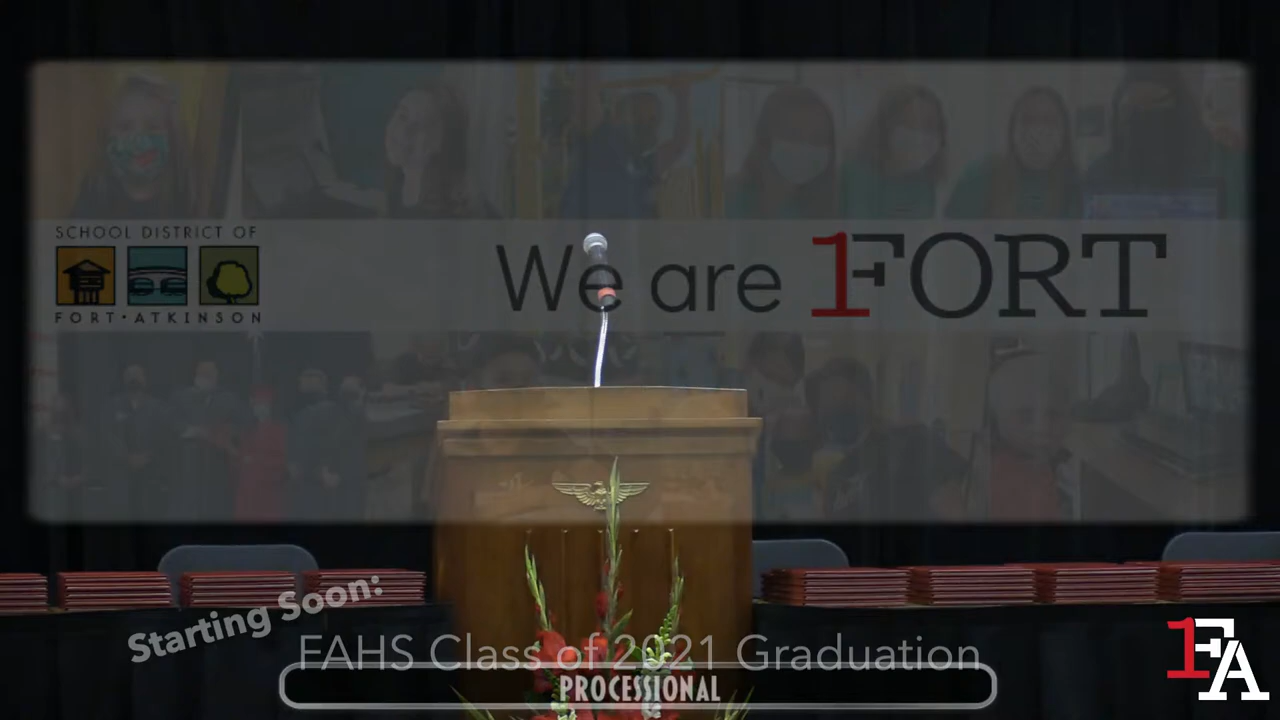 SCHOOL DISTRICT OF
FORT·ATKINSON
We are 1FORT
Starting Soon:
FAHS Class of 2021 Graduation
PROCESSIONAL
1FA